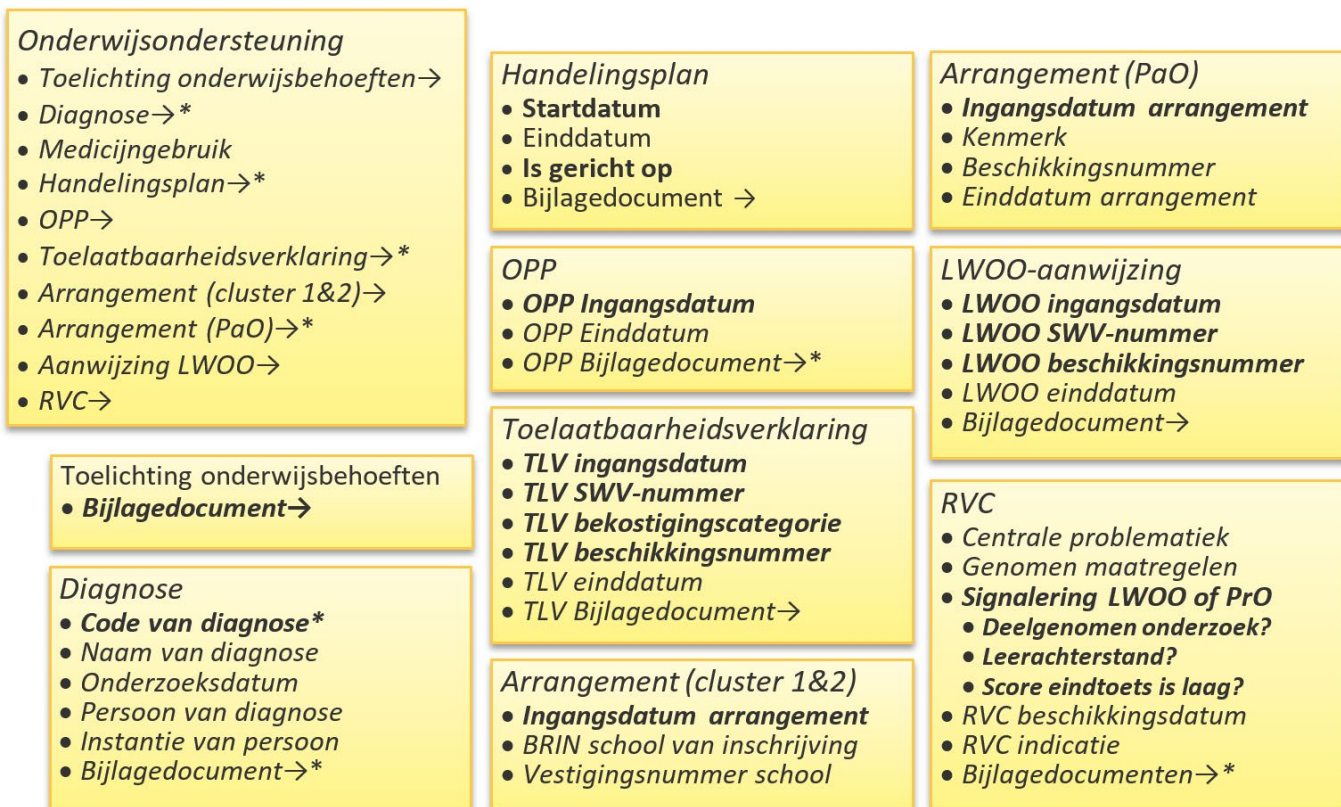 Onderwijsondersteuning
• Toelichting onderwijsbehoeften→
• Diagnose→*
• Medicijngebruik
• Handelingsplan→*
• OPP→
• Toelaatbaarheidsverklaring→*
• Arrangement (cluster 1&2)→
• Arrangement (PaO)→*
• Aanwijzing LWOO→
• RVC→
Toelichting onderwijsbehoeften
• Bijlagedocument→
Diagnose
• Code van diagnose*
• Naam van diagnose
• Onderzoeksdatum
• Persoon van diagnose
• Instantie van persoon
• Bijlagedocument→*
Handelingsplan
• Startdatum
• Einddatum
• Is gericht op
• Bijlagedocument →
OPP
• OPP Ingangsdatum
• OPP Einddatum
• OPP Bijlagedocument→*
Toelaatbaarheidsverklaring
• TLV ingangsdatum
• TLV SWV-nummer
• TLV bekostigingscategorie
• TLV beschikkingsnummer
• TLV einddatum
• TLV Bijlagedocument→
Arrangement (cluster 1&2)
• Ingangsdatum arrangement
• BRIN school van inschrijving
• Vestigingsnummer school
Arrangement (PaO)
• Ingangsdatum arrangement
• Kenmerk
• Beschikkingsnummer
• Einddatum arrangement
LWOO-aanwijzing
• LWOO ingangsdatum
• LWOO SWV-nummer
• LWOO beschikkingsnummer
• LWOO einddatum
• Bijlagedocument→
RVC
• Centrale problematiek
• Genomen maatregelen
• Signalering LWOO of PrO
• Deelgenomen onderzoek?
• Leerachterstand?
• Score eindtoets is laag?
• RVC beschikkingsdatum
• RVC indicatie
• Bijlagedocumenten→*